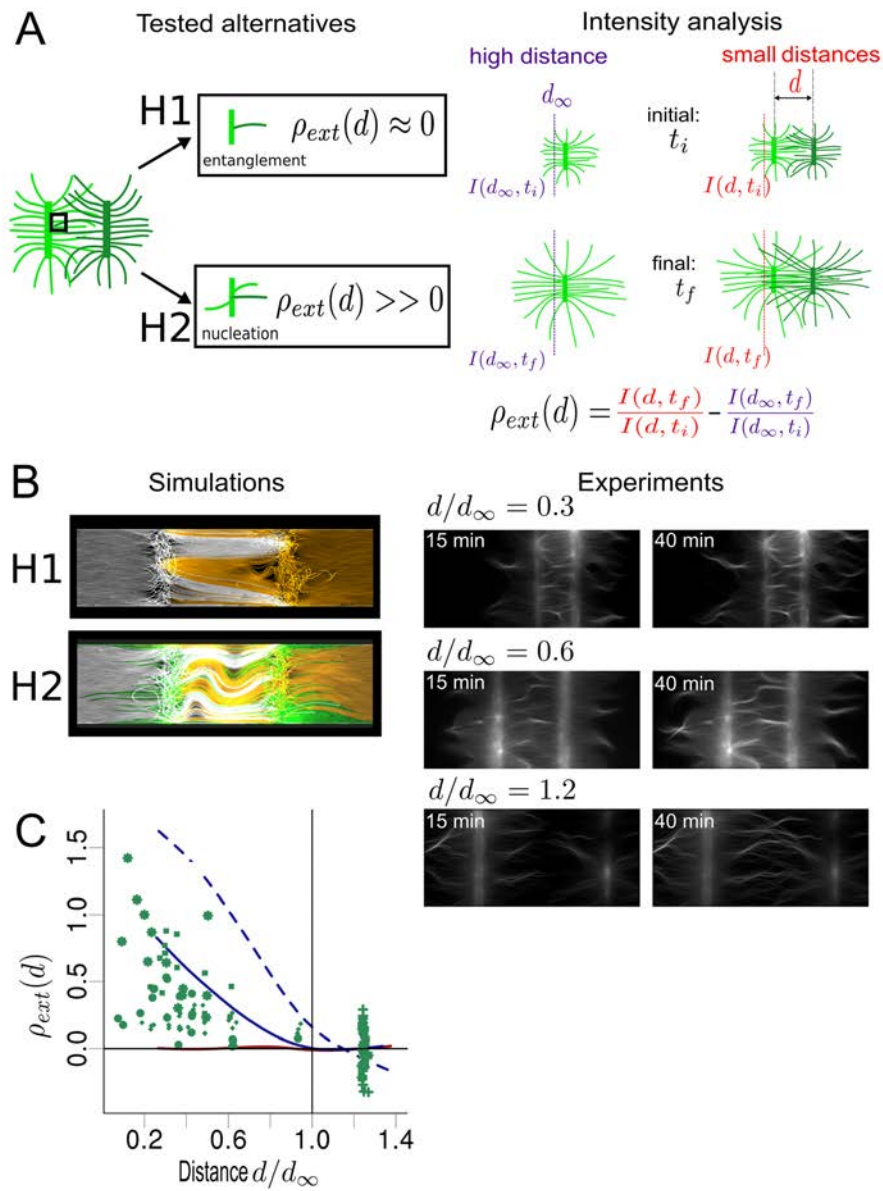 A
Tested alternatives
Intensity analysis
high distance
small distances
d∞
initial:
tᵢ
d
H1
ρₑₓₜ(d) ≈ 0
entanglement
I(d∞, tᵢ)
I(d, tᵢ)
H2
ρₑₓₜ(d) >> 0
nucleation
final:
t_f
I(d∞, t_f)
I(d, t_f)
ρₑₓₜ(d) = I(d, t_f)/I(d, tᵢ) - I(d∞, t_f)/I(d∞, tᵢ)
B
Simulations
Experiments
H1
H2
d/d∞ = 0.3
15 min
40 min
d/d∞ = 0.6
15 min
40 min
d/d∞ = 1.2
15 min
40 min
C
ρₑₓₜ(d)
1.5
1.0
0.5
0.0
0.2 0.6 1.0 1.4
Distance d/d∞